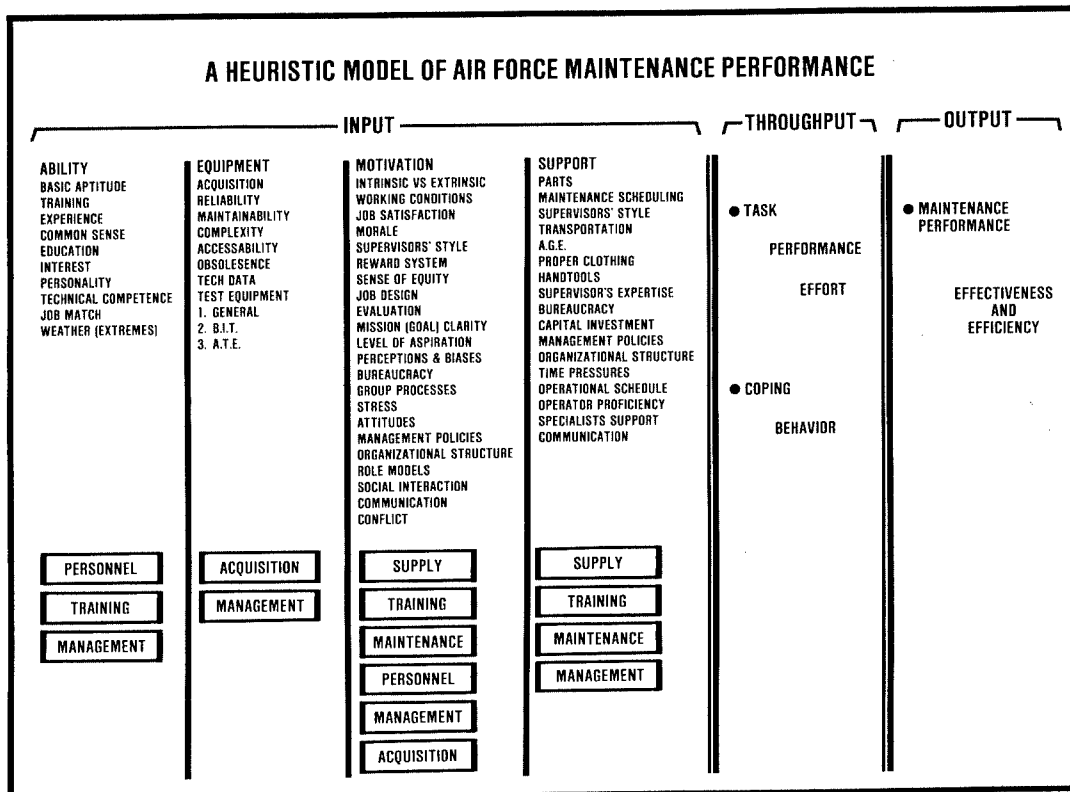 A HEURISTIC MODEL OF AIR FORCE MAINTENANCE PERFORMANCE
INPUT
THROUGHPUT
OUTPUT
ABILITY
BASIC APTITUDE
TRAINING
EXPERIENCE
COMMON SENSE
EDUCATION
INTEREST
PERSONALITY
TECHNICAL COMPETENCE
JOB MATCH
WEATHER (EXTREMES)
PERSONNEL
TRAINING
MANAGEMENT
EQUIPMENT
ACQUISITION
RELIABILITY
MAINTAINABILITY
COMPLEXITY
ACCESSABILITY
OBSOLESENCE
TECH DATA
TEST EQUIPMENT
1. GENERAL
2. B.I.T.
3. A.T.E.
ACQUISITION
MANAGEMENT
MOTIVATION
INTRINSIC VS EXTRINSIC
WORKING CONDITIONS
JOB SATISFACTION
MORALE
SUPERVISORS' STYLE
REWARD SYSTEM
SENSE OF EQUITY
JOB DESIGN
EVALUATION
MISSION (GOAL) CLARITY
LEVEL OF ASPIRATION
PERCEPTIONS & BIASES
BUREAUCRACY
GROUP PROCESSES
STRESS
ATTITUDES
MANAGEMENT POLICIES
ORGANIZATIONAL STRUCTURE
ROLE MODELS
SOCIAL INTERACTION
COMMUNICATION
CONFLICT
SUPPLY
TRAINING
MAINTENANCE
PERSONNEL
MANAGEMENT
ACQUISITION
SUPPORT
PARTS
MAINTENANCE SCHEDULING
SUPERVISORS' STYLE
TRANSPORTATION
A.G.E.
PROPER CLOTHING
HANDTOOLS
SUPERVISOR'S EXPERTISE
BUREAUCRACY
CAPITAL INVESTMENT
MANAGEMENT POLICIES
ORGANIZATIONAL STRUCTURE
TIME PRESSURES
OPERATIONAL SCHEDULE
OPERATOR PROFICIENCY
SPECIALISTS SUPPORT
COMMUNICATION
SUPPLY
TRAINING
MAINTENANCE
MANAGEMENT
● TASK
PERFORMANCE
EFFORT
● COPING
BEHAVIOR
● MAINTENANCE
PERFORMANCE
EFFECTIVENESS
AND
EFFICIENCY